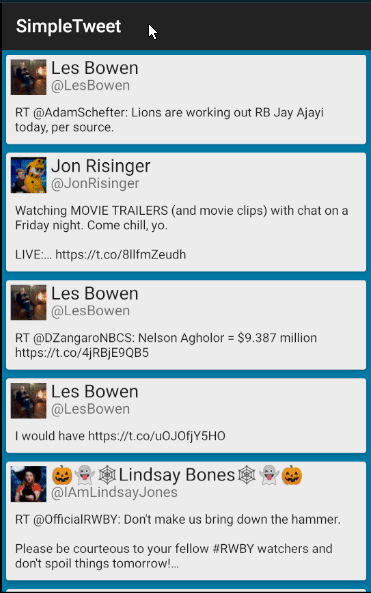 SimpleTweet
Les Bowen
@LesBowen
RT @AdamSchefter: Lions are working out RB Jay Ajayi
today, per source.
Jon Risinger
@JonRisinger
Watching MOVIE TRAILERS (and movie clips) with chat on a
Friday night. Come chill, yo.
LIVE:… https://t.co/8llfmZeudh
Les Bowen
@LesBowen
RT @DZangaroNBCS: Nelson Agholor = $9.387 million
https://t.co/4jRBjE9QB5
Les Bowen
@LesBowen
I would have https://t.co/uOJOfjY5HO
🎃👻🕸Lindsay Bones🕸👻🎃
@IAmLindsayJones
RT @OfficialRWBY: Don't make us bring down the hammer.
Please be courteous to your fellow #RWBY watchers and
don't spoil things tomorrow!…